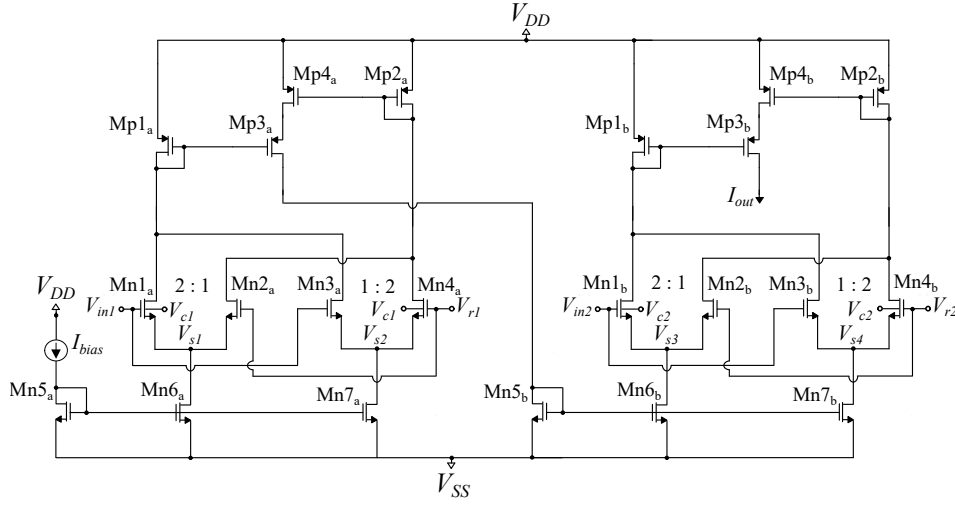 V_DD
Mp4_a Mp2_a Mp4_b Mp2_b
Mp1_a Mp3_a Mp1_b Mp3_b
I_out
Mn1_a 2 : 1 Mn2_a Mn3_a 1 : 2 Mn4_a Mn1_b 2 : 1 Mn2_b Mn3_b 1 : 2 Mn4_b
V_DD
V_in1 V_c1 V_c1 V_r1 V_in2 V_c2 V_c2 V_r2
V_s1 V_s2 V_s3 V_s4
I_bias
Mn5_a Mn6_a Mn7_a Mn5_b Mn6_b Mn7_b
V_SS